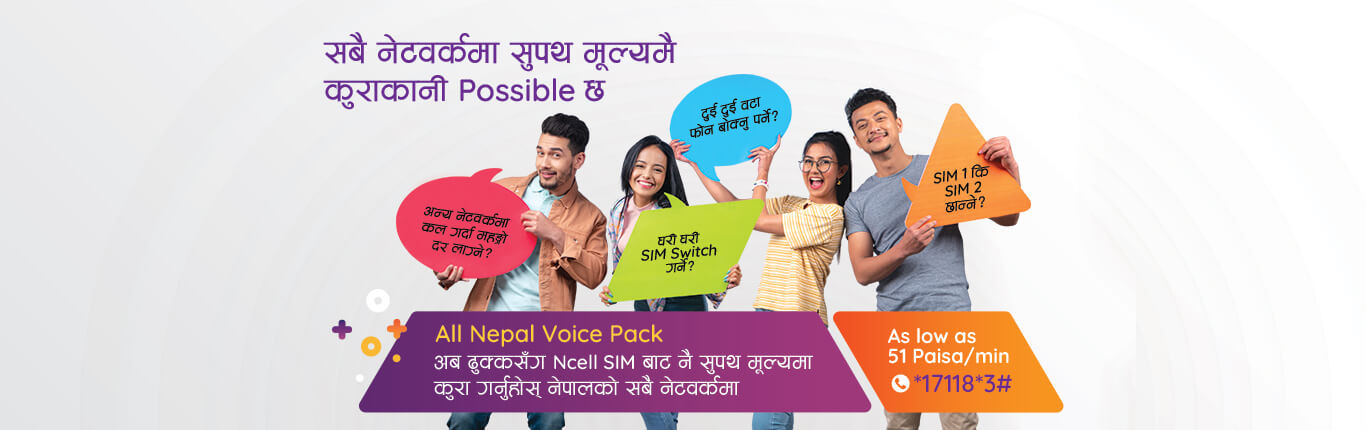 सबै नेटवर्कमा सुपथ मूल्यमै
कुराकानी Possible छ
अन्य नेटवर्कमा
कल गर्दा महङ्गो
दर लाग्ने?
घरी घरी
SIM Switch
गर्ने?
दुई दुई वटा
फोन बोक्नु पर्ने?
SIM 1 कि
SIM 2
छान्ने?
All Nepal Voice Pack
अब ढुक्कसँग Ncell SIM बाट नै सुपथ मूल्यमा
कुरा गर्नुहोस् नेपालको सबै नेटवर्कमा
As low as
51 Paisa/min
*17118*3#